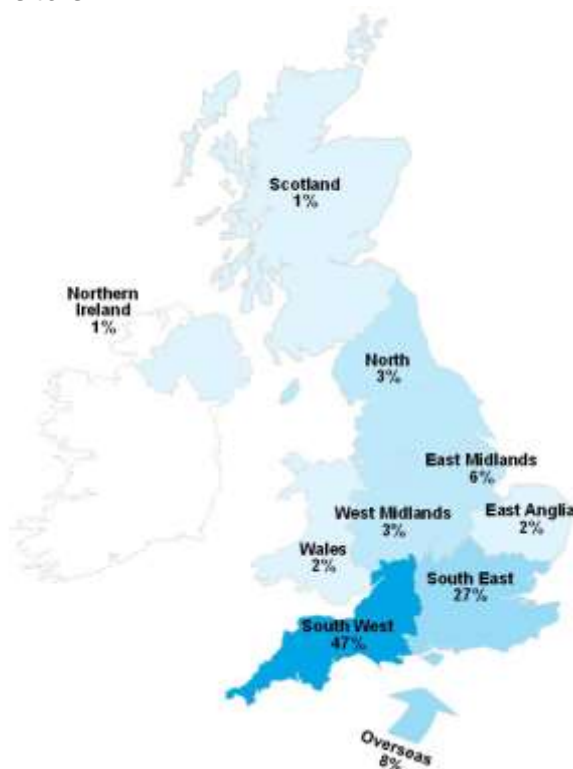 Scotland
1%
Northern
Ireland
1%
North
3%
East Midlands
6%
West Midlands
3%
East Anglia
2%
Wales
2%
South East
27%
South West
47%
Overseas
8%